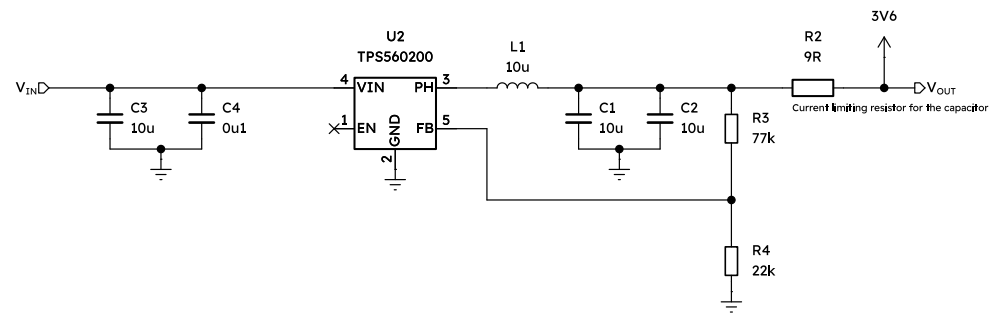 3V6
U2
TPS560200
L1
10u
R2
9R
VIN
4
VIN
PH
3
VOUT
Current limiting resistor for the capacitor
C3
10u
C4
0u1
1
EN
GND
FB
5
2
C1
10u
C2
10u
R3
77k
R4
22k